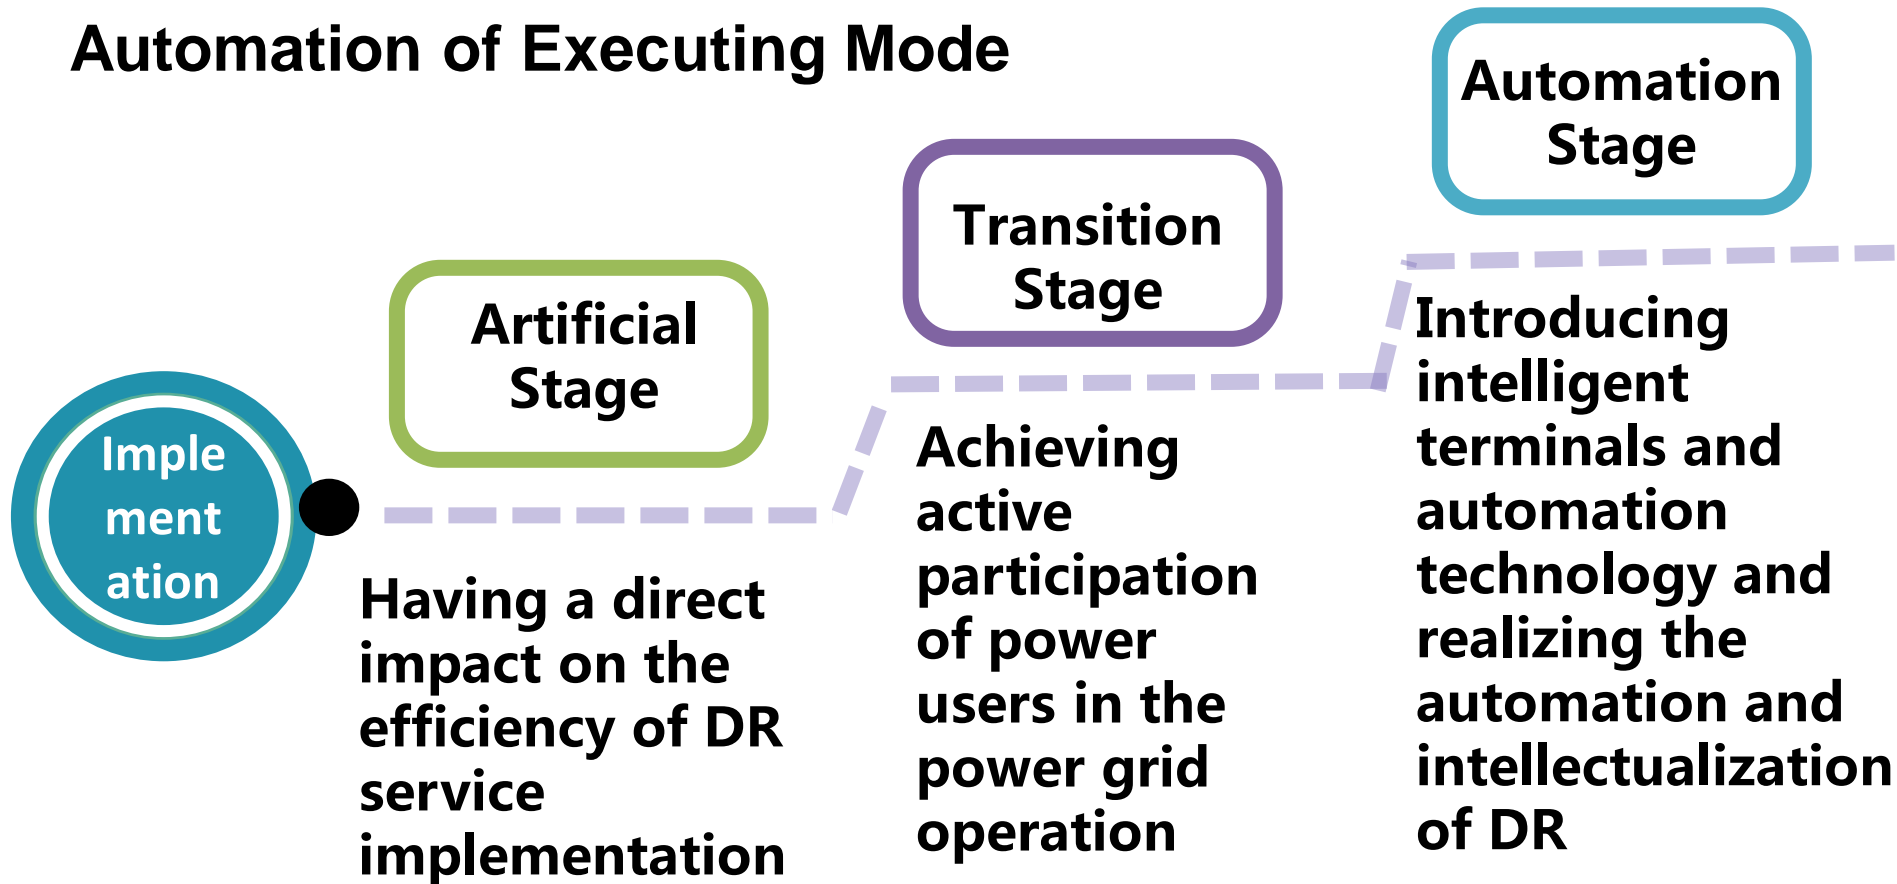 Automation of Executing Mode
Automation
Stage
Transition
Stage
Artificial
Stage
Imple
ment
ation
Having a direct
impact on the
efficiency of DR
service
implementation
Achieving
active
participation
of power
users in the
power grid
operation
Introducing
intelligent
terminals and
automation
technology and
realizing the
automation and
intellectualization
of DR